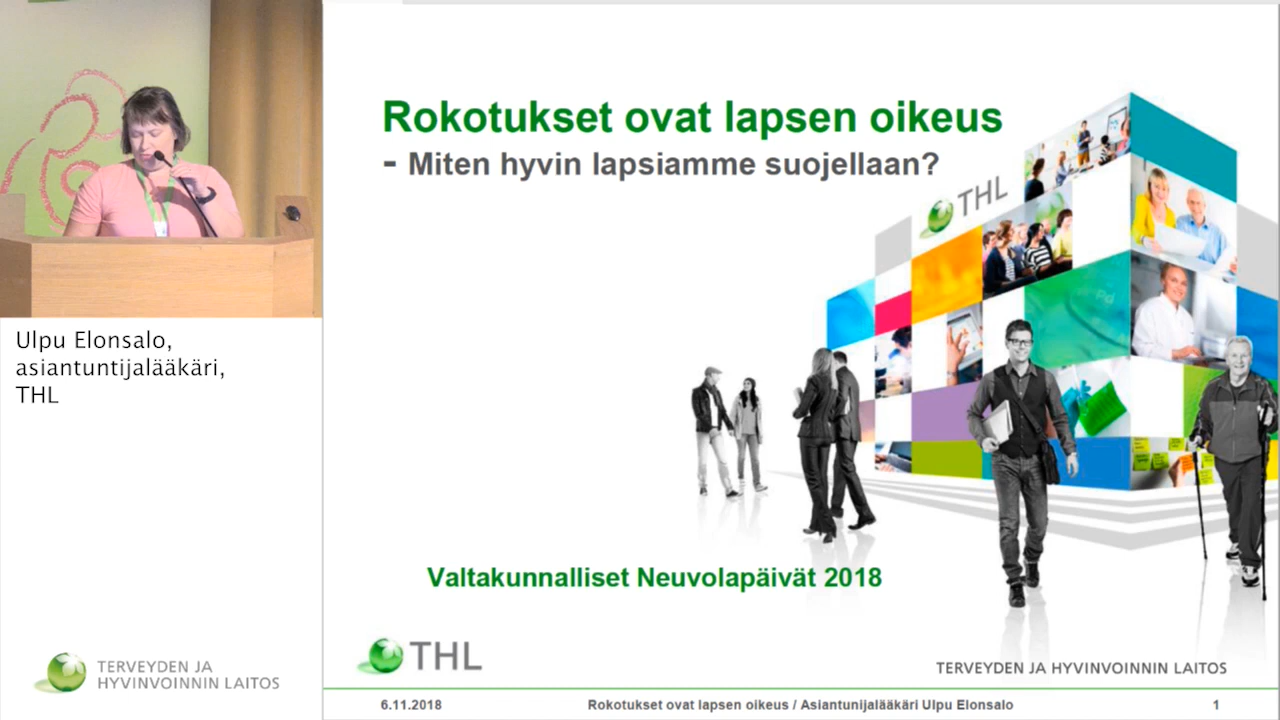 Rokotukset ovat lapsen oikeus
- Miten hyvin lapsiamme suojellaan?
THL
Ulpu Elonsalo,
asiantuntijalääkäri,
THL
Valtakunnalliset Neuvolapäivät 2018
THL
TERVEYDEN JA HYVINVOINNIN LAITOS
TERVEYDEN JA
HYVINVOINNIN LAITOS
6.11.2018
Rokotukset ovat lapsen oikeus / Asiantunijalääkäri Ulpu Elonsalo
1